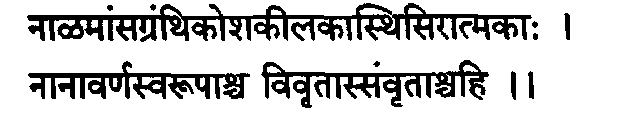 नाळमांसग्रंथिकोशकीलकास्थिसिरात्मकाः ।
नानावर्णस्वरूपाश्च विवृतास्संवृताश्चहि ।।